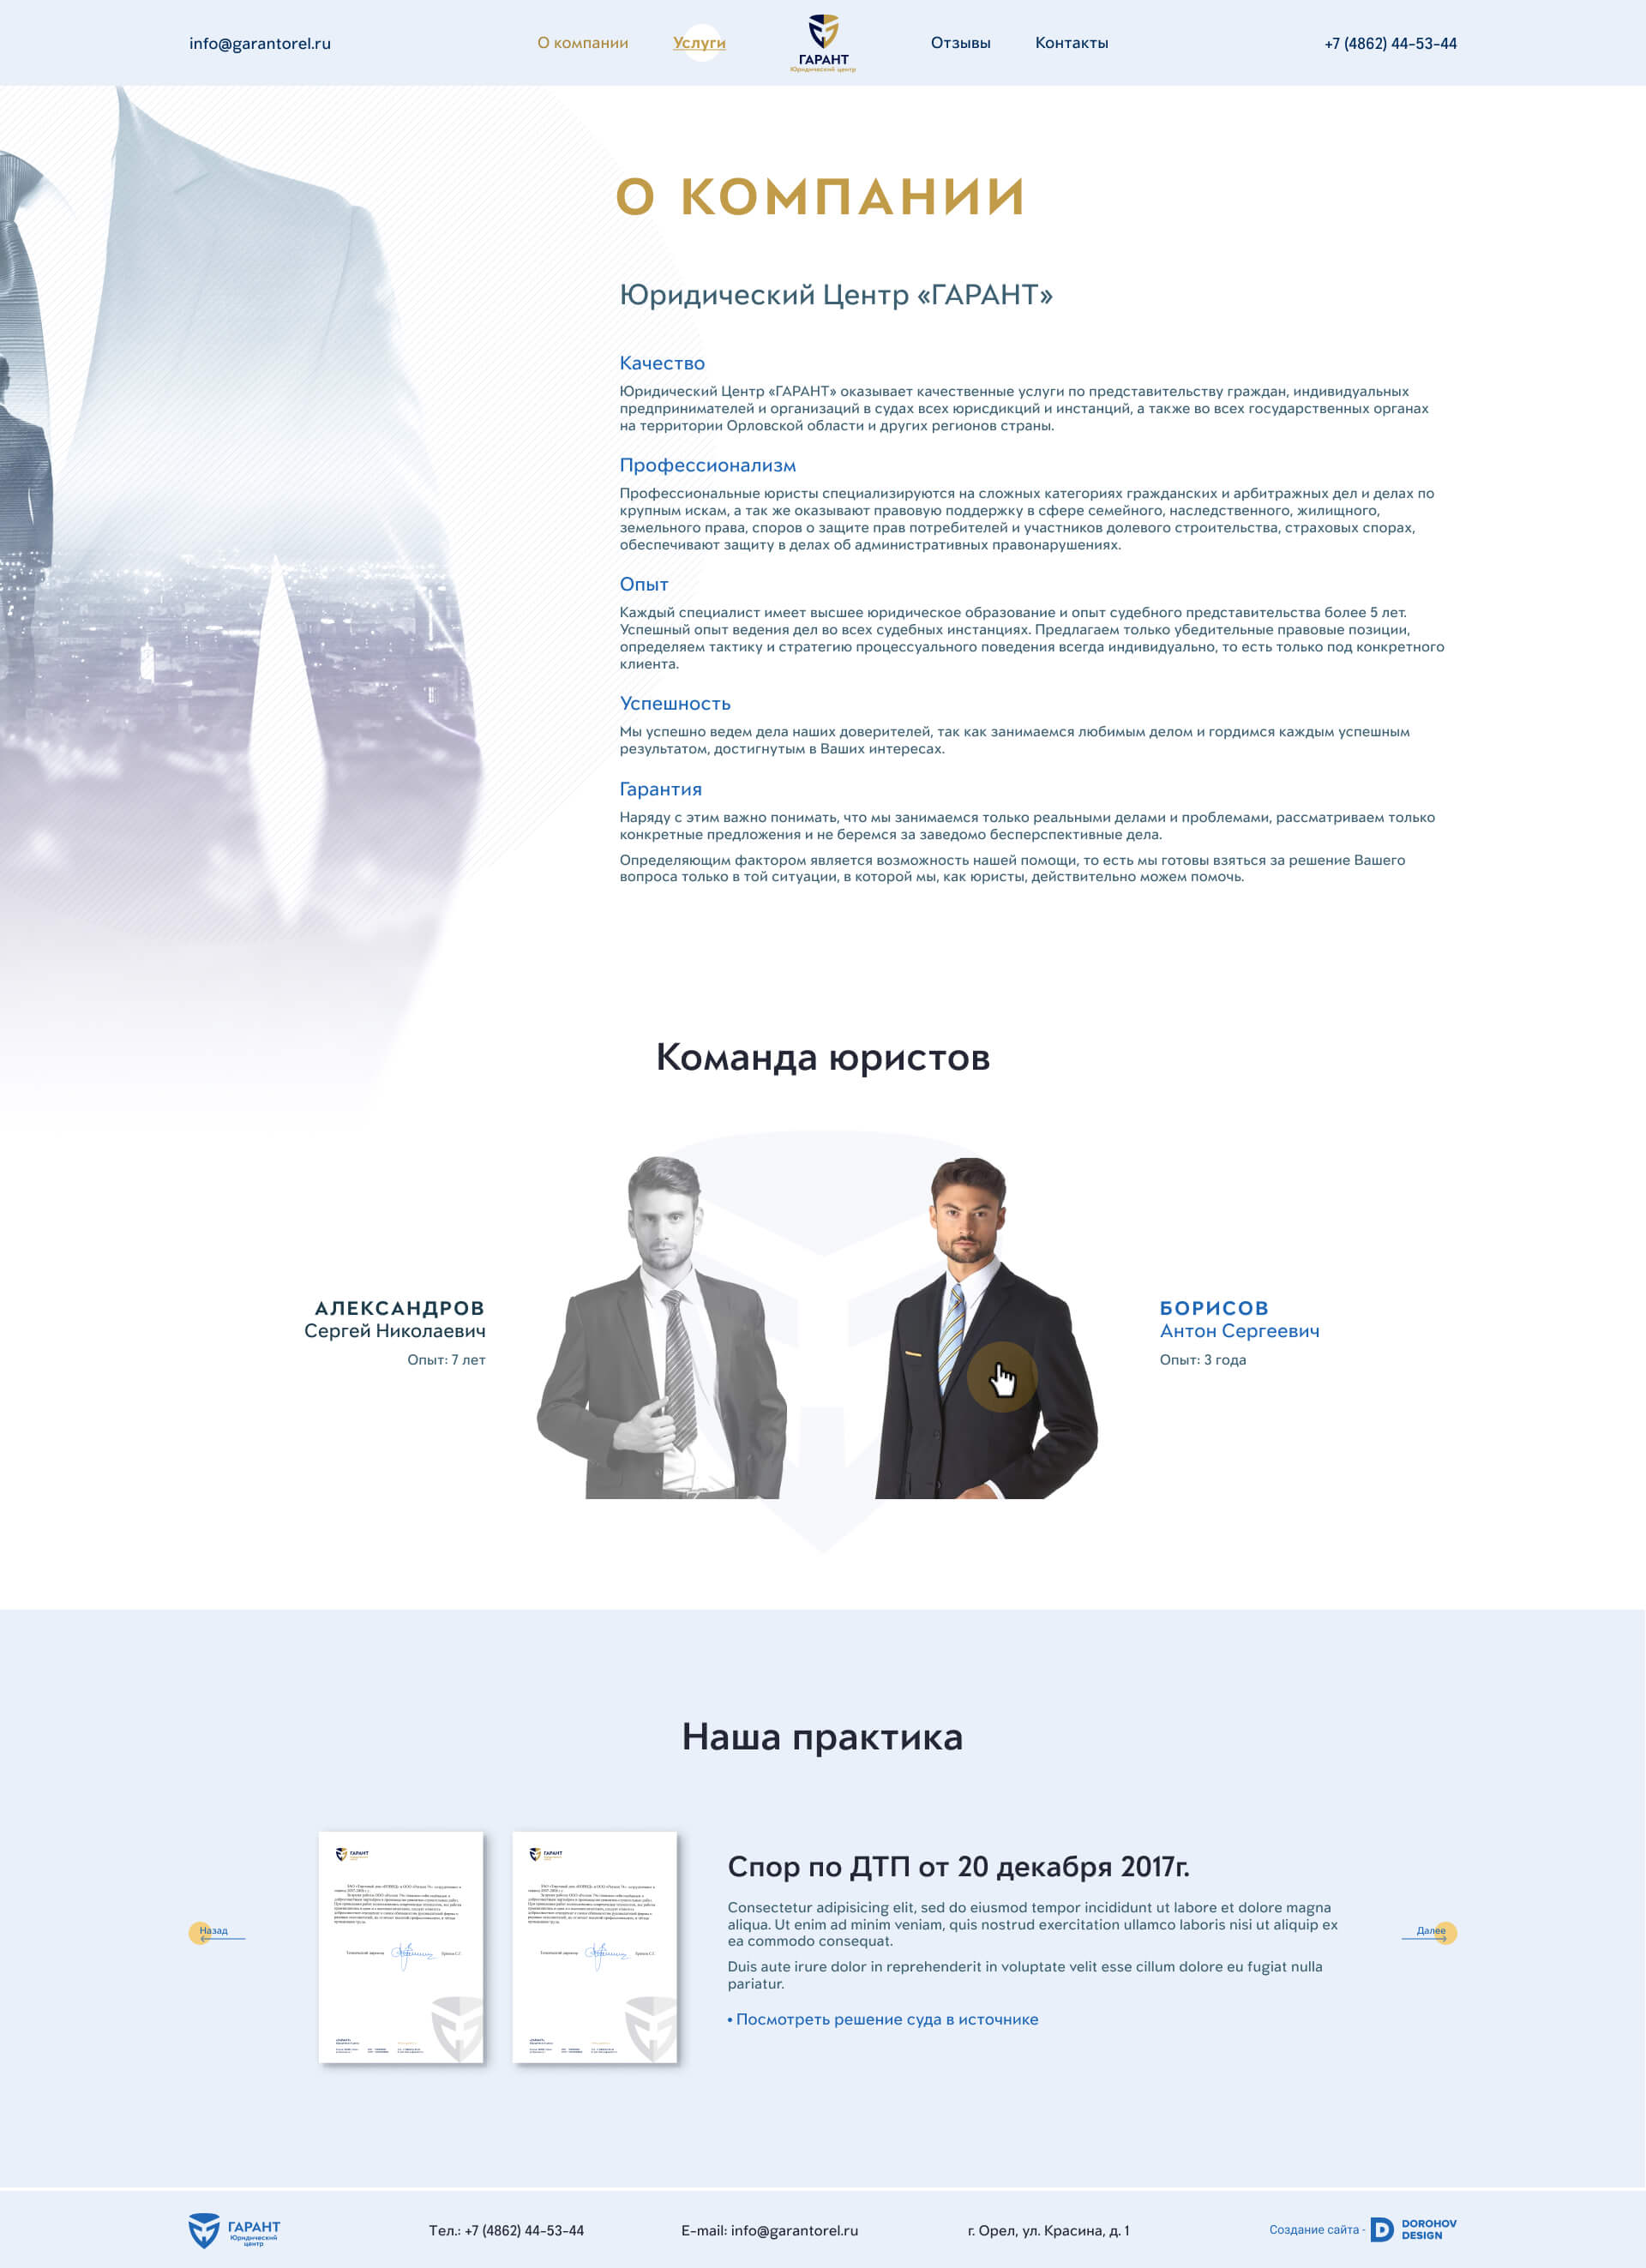 info@garantorel.ru
О компании
Услуги
ГАРАНТ
Юридический центр
Отзывы
Контакты
+7 (4862) 44-53-44
О КОМПАНИИ
Юридический Центр «ГАРАНТ»
Качество
Юридический Центр «ГАРАНТ» оказывает качественные услуги по представительству граждан, индивидуальных
предпринимателей и организаций в судах всех юрисдикций и инстанций, а также во всех государственных органах
на территории Орловской области и других регионов страны.
Профессионализм
Профессиональные юристы специализируются на сложных категориях гражданских и арбитражных дел и делах по
крупным искам, а так же оказывают правовую поддержку в сфере семейного, наследственного, жилищного,
земельного права, споров о защите прав потребителей и участников долевого строительства, страховых спорах,
обеспечивают защиту в делах об административных правонарушениях.
Опыт
Каждый специалист имеет высшее юридическое образование и опыт судебного представительства более 5 лет.
Успешный опыт ведения дел во всех судебных инстанциях. Предлагаем только убедительные правовые позиции,
определяем тактику и стратегию процессуального поведения всегда индивидуально, то есть только под конкретного
клиента.
Успешность
Мы успешно ведем дела наших доверителей, так как занимаемся любимым делом и гордимся каждым успешным
результатом, достигнутым в Ваших интересах.
Гарантия
Наряду с этим важно понимать, что мы занимаемся только реальными делами и проблемами, рассматриваем только
конкретные предложения и не беремся за заведомо бесперспективные дела.
Определяющим фактором является возможность нашей помощи, то есть мы готовы взяться за решение Вашего
вопроса только в той ситуации, в которой мы, как юристы, действительно можем помочь.
Команда юристов
АЛЕКСАНДРОВ
Сергей Николаевич
Опыт: 7 лет
БОРИСОВ
Антон Сергеевич
Опыт: 3 года
Наша практика
Назад
ГАРАНТ
ГАРАНТ
Спор по ДТП от 20 декабря 2017г.
Consectetur adipisicing elit, sed do eiusmod tempor incididunt ut labore et dolore magna
aliqua. Ut enim ad minim veniam, quis nostrud exercitation ullamco laboris nisi ut aliquip ex
ea commodo consequat.
Duis aute irure dolor in reprehenderit in voluptate velit esse cillum dolore eu fugiat nulla
pariatur.
• Посмотреть решение суда в источнике
Далее
ГАРАНТ
Юридический
центр
Тел.: +7 (4862) 44-53-44
E-mail: info@garantorel.ru
г. Орел, ул. Красина, д. 1
Создание сайта -
DOROHOV
DESIGN